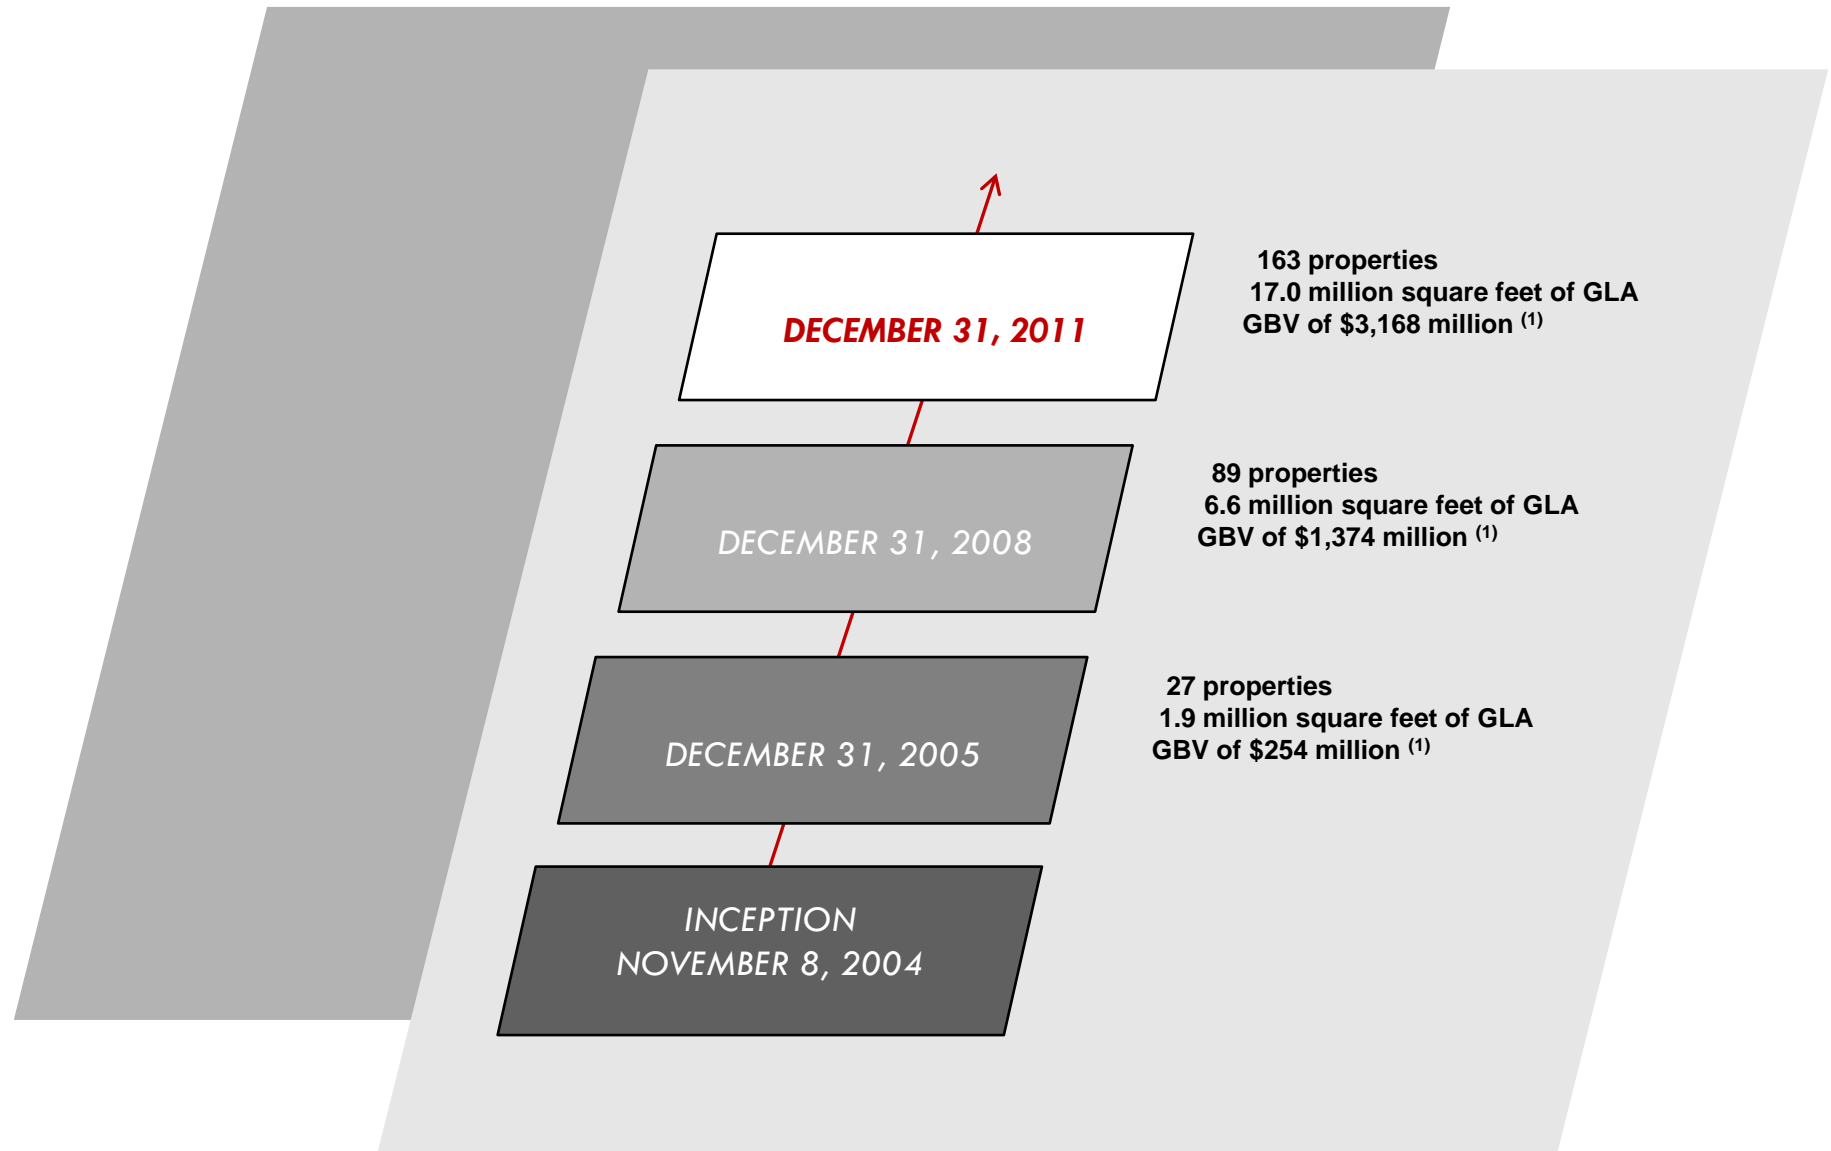 163 properties
17.0 million square feet of GLA
GBV of $3,168 million (1)
DECEMBER 31, 2011
89 properties
6.6 million square feet of GLA
GBV of $1,374 million (1)
DECEMBER 31, 2008
27 properties
1.9 million square feet of GLA
GBV of $254 million (1)
DECEMBER 31, 2005
INCEPTION
NOVEMBER 8, 2004